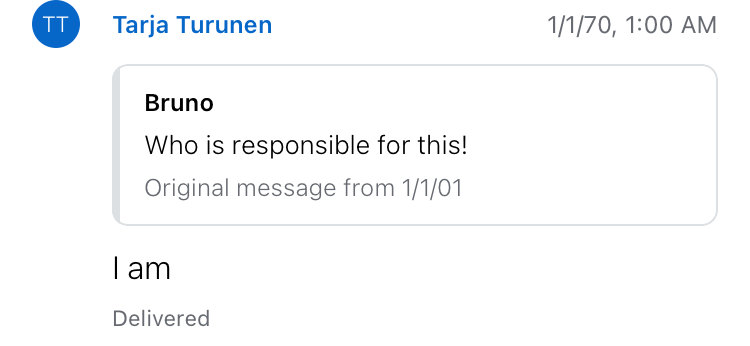 TT
Tarja Turunen
1/1/70, 1:00 AM
Bruno
Who is responsible for this!
Original message from 1/1/01
I am
Delivered